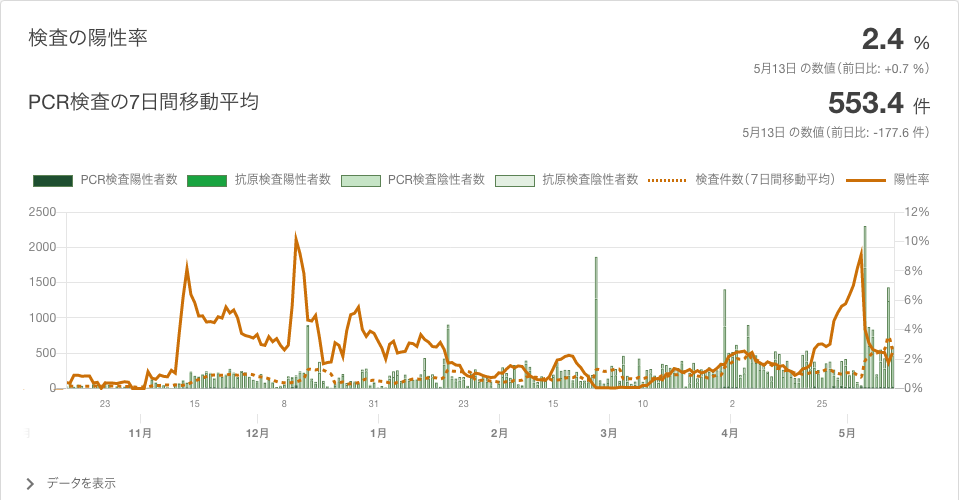 検査の陽性率
2.4 %
5月13日 の数値（前日比: +0.7 %）
PCR検査の7日間移動平均
553.4 件
5月13日 の数値（前日比: -177.6 件）
PCR検査陽性者数 抗原検査陽性者数 PCR検査陰性者数 抗原検査陰性者数 検査件数（7日間移動平均） 陽性率
2500 12%
10%
2000
8%
1500
6%
1000
4%
500
2%
0 0%
23 15 8 31 23 15 10 2 25
11月 12月 1月 2月 3月 4月 5月
データを表示